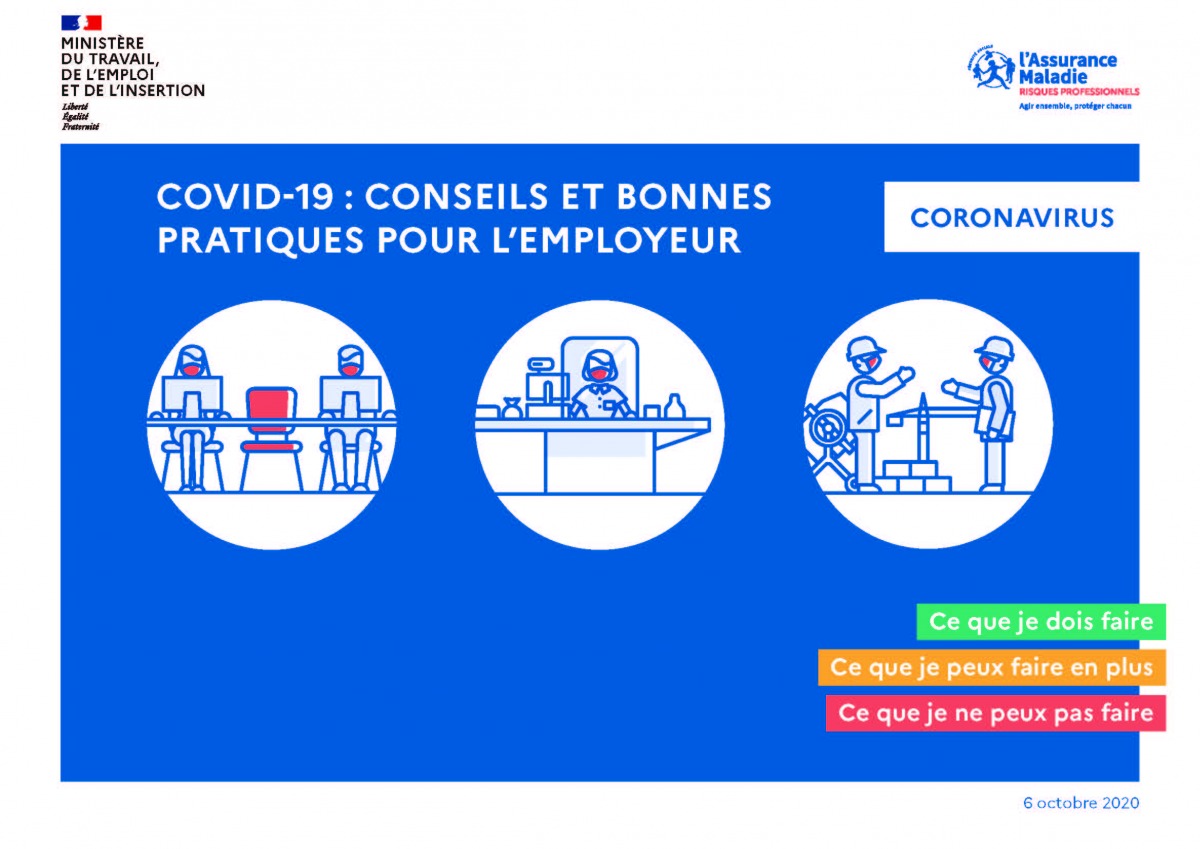 MINISTÈRE
DU TRAVAIL,
DE L'EMPLOI
ET DE L'INSERTION
Liberté
Égalité
Fraternité
l'Assurance
Maladie
RISQUES PROFESSIONNELS
Agir ensemble, protéger chacun
COVID-19 : CONSEILS ET BONNES
PRATIQUES POUR L'EMPLOYEUR
CORONAVIRUS
Ce que je dois faire
Ce que je peux faire en plus
Ce que je ne peux pas faire
6 octobre 2020